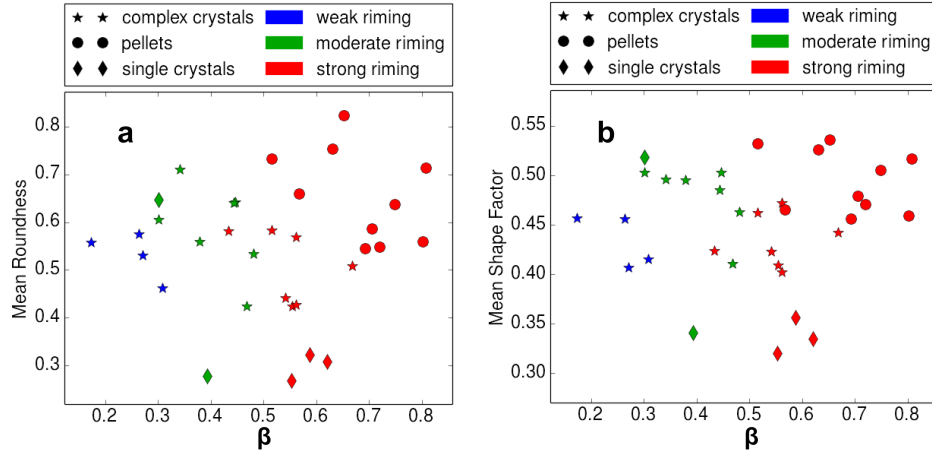 complex crystals weak riming
pellets moderate riming
single crystals strong riming
a
Mean Roundness
0.8
0.7
0.6
0.5
0.4
0.3
0.2 0.3 0.4 0.5 0.6 0.7 0.8
β
complex crystals weak riming
pellets moderate riming
single crystals strong riming
b
Mean Shape Factor
0.55
0.50
0.45
0.40
0.35
0.30
0.2 0.3 0.4 0.5 0.6 0.7 0.8
β